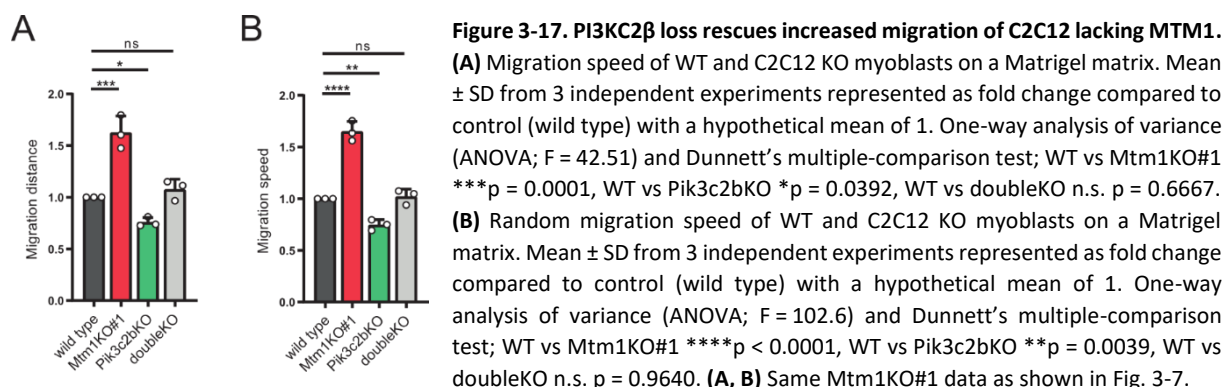 A
ns
*
***
2.0
1.5
1.0
0.5
0.0
Migration distance
wild type
Mtm1KO#1
Pik3c2bKO
doubleKO
B
ns
**
****
2.0
1.5
1.0
0.5
0.0
Migration speed
wild type
Mtm1KO#1
Pik3c2bKO
doubleKO
Figure 3-17. PI3KC2β loss rescues increased migration of C2C12 lacking MTM1.
(A) Migration speed of WT and C2C12 KO myoblasts on a Matrigel matrix. Mean
± SD from 3 independent experiments represented as fold change compared to
control (wild type) with a hypothetical mean of 1. One-way analysis of variance
(ANOVA; F = 42.51) and Dunnett’s multiple-comparison test; WT vs Mtm1KO#1
***p = 0.0001, WT vs Pik3c2bKO *p = 0.0392, WT vs doubleKO n.s. p = 0.6667.
(B) Random migration speed of WT and C2C12 KO myoblasts on a Matrigel
matrix. Mean ± SD from 3 independent experiments represented as fold change
compared to control (wild type) with a hypothetical mean of 1. One-way
analysis of variance (ANOVA; F = 102.6) and Dunnett’s multiple-comparison
test; WT vs Mtm1KO#1 ****p < 0.0001, WT vs Pik3c2bKO **p = 0.0039, WT vs
doubleKO n.s. p = 0.9640. (A, B) Same Mtm1KO#1 data as shown in Fig. 3-7.